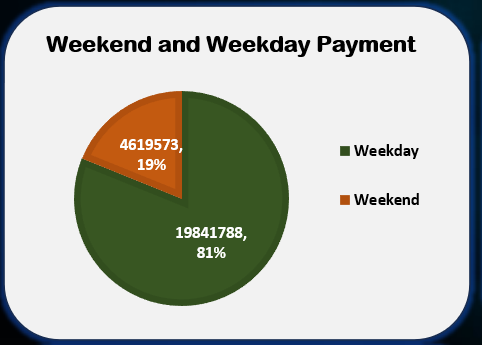 Weekend and Weekday Payment
4619573,
19%
Weekday
Weekend
19841788,
81%